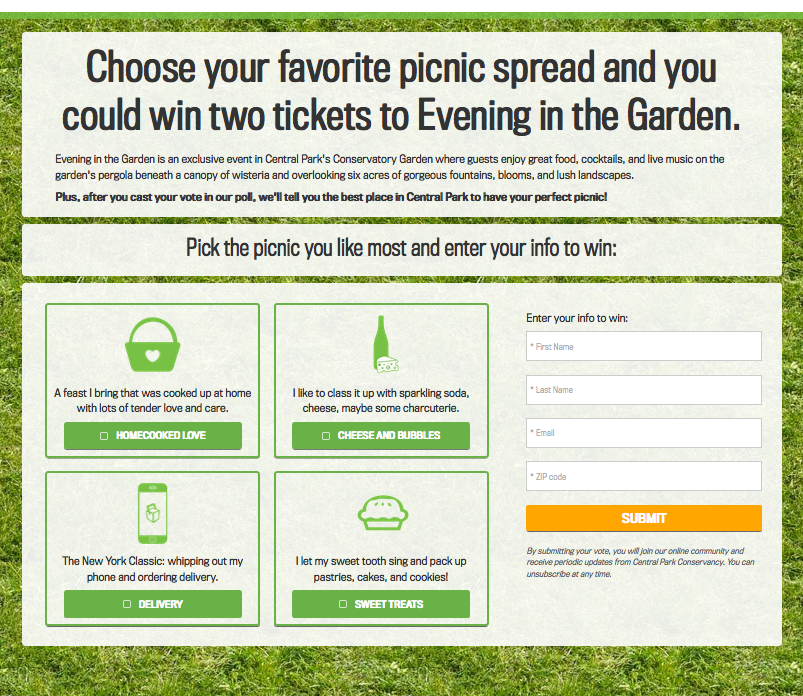 Choose your favorite picnic spread and you
could win two tickets to Evening in the Garden.
Evening in the Garden is an exclusive event in Central Park's Conservatory Garden where guests enjoy great food, cocktails, and live music on the
garden's pergola beneath a canopy of wisteria and overlooking six acres of gorgeous fountains, blooms, and lush landscapes.
Plus, after you cast your vote in our poll, we'll tell you the best place in Central Park to have your perfect picnic!
Pick the picnic you like most and enter your info to win:
A feast I bring that was cooked up at home
with lots of tender love and care.
HOMECOOKED LOVE
I like to class it up with sparkling soda,
cheese, maybe some charcuterie.
CHEESE AND BUBBLES
The New York Classic: whipping out my
phone and ordering delivery.
DELIVERY
I let my sweet tooth sing and pack up
pastries, cakes, and cookies!
SWEET TREATS
Enter your info to win:
* First Name
* Last Name
* Email
* ZIP code
SUBMIT
By submitting your vote, you will join our online community and
receive periodic updates from Central Park Conservancy. You can
unsubscribe at any time.